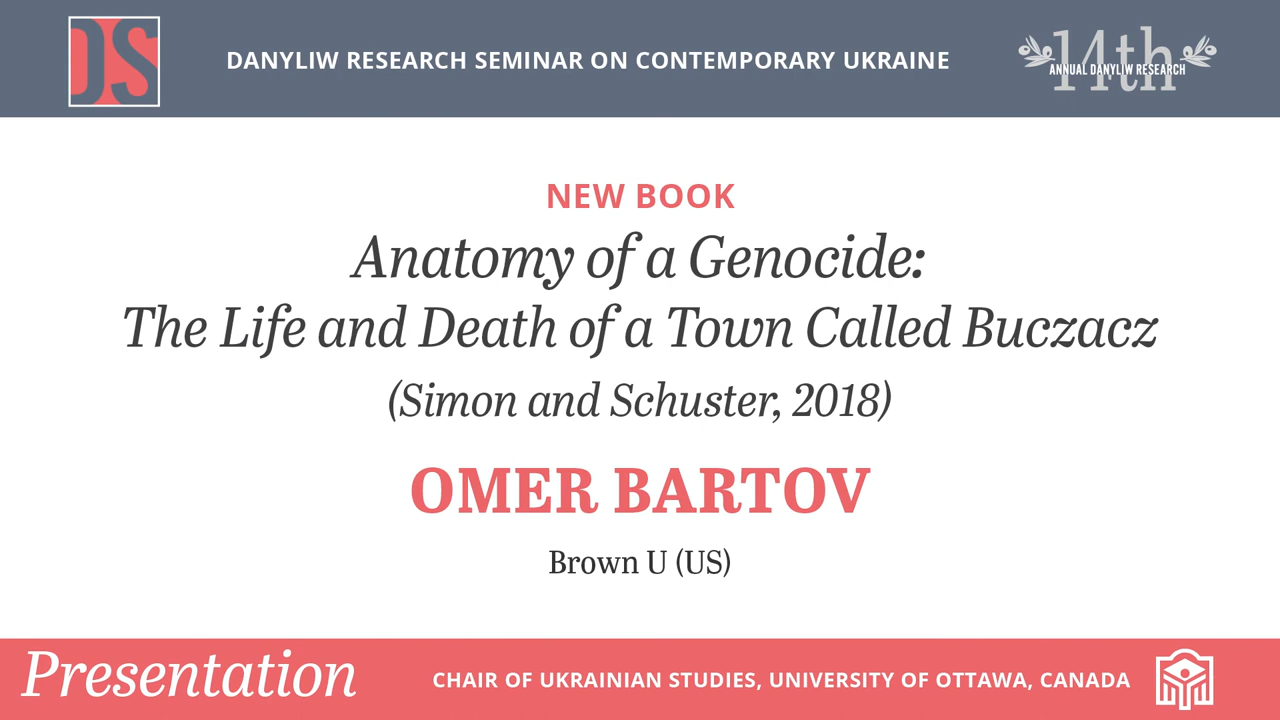 DS
DANYLIW RESEARCH SEMINAR ON CONTEMPORARY UKRAINE
14th
ANNUAL DANYLIW RESEARCH
NEW BOOK
Anatomy of a Genocide:
The Life and Death of a Town Called Buczacz
(Simon and Schuster, 2018)
OMER BARTOV
Brown U (US)
Presentation
CHAIR OF UKRAINIAN STUDIES, UNIVERSITY OF OTTAWA, CANADA